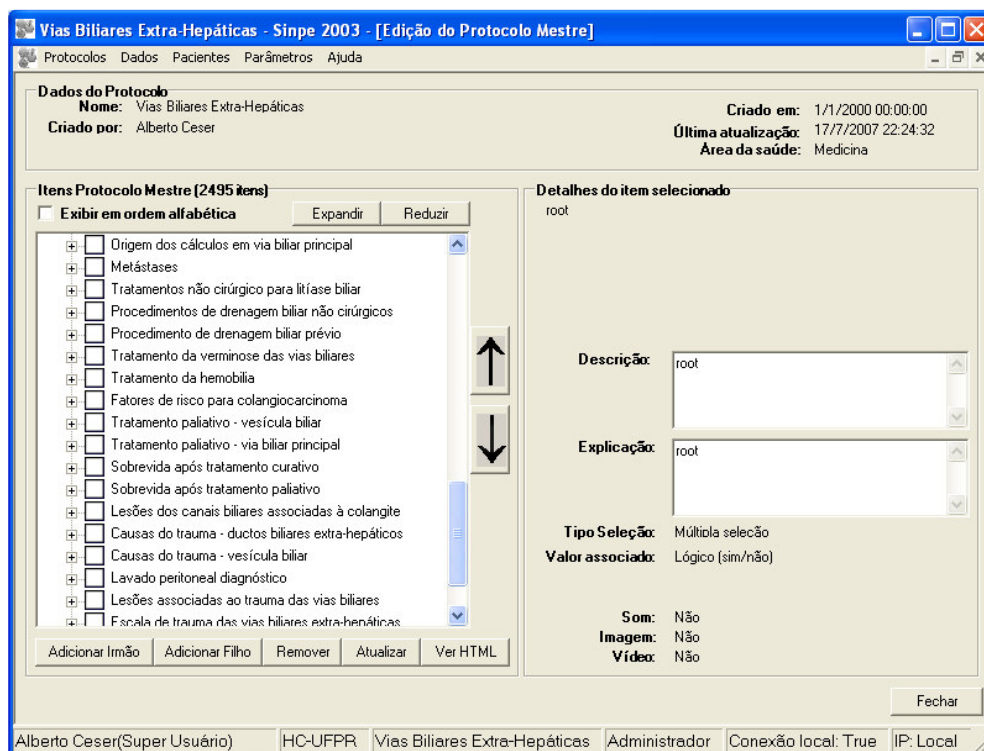 Vias Biliares Extra-Hepáticas - Sinpe 2003 - [Edição do Protocolo Mestre]
Protocolos Dados Pacientes Parâmetros Ajuda
Dados do Protocolo
Nome: Vias Biliares Extra-Hepáticas
Criado por: Alberto Ceser
Criado em: 1/1/2000 00:00:00
Última atualização: 17/7/2007 22:24:32
Área da saúde: Medicina
Itens Protocolo Mestre (2495 itens)
Exibir em ordem alfabética Expandir Reduzir
Origem dos cálculos em via biliar principal
Metástases
Tratamentos não cirúrgico para litíase biliar
Procedimentos de drenagem biliar não cirúrgicos
Procedimento de drenagem biliar prévio
Tratamento da verminose das vias biliares
Tratamento da hemobilia
Fatores de risco para colangiocarcinoma
Tratamento paliativo - vesícula biliar
Tratamento paliativo - via biliar principal
Sobrevida após tratamento curativo
Sobrevida após tratamento paliativo
Lesões dos canais biliares associadas à colangite
Causas do trauma - ductos biliares extra-hepáticos
Causas do trauma - vesícula biliar
Lavado peritoneal diagnóstico
Lesões associadas ao trauma das vias biliares
Escala de trauma das vias biliares extra-hepáticas
Adicionar Irmão Adicionar Filho Remover Atualizar Ver HTML
Detalhes do item selecionado
root
Descrição: root
Explicação: root
Tipo Seleção: Múltipla selecão
Valor associado: Lógico (sim/não)
Som: Não
Imagem: Não
Vídeo: Não
Fechar
Alberto Ceser(Super Usuário) HC-UFPR Vias Biliares Extra-Hepáticas Administrador Conexão local: True IP: Local